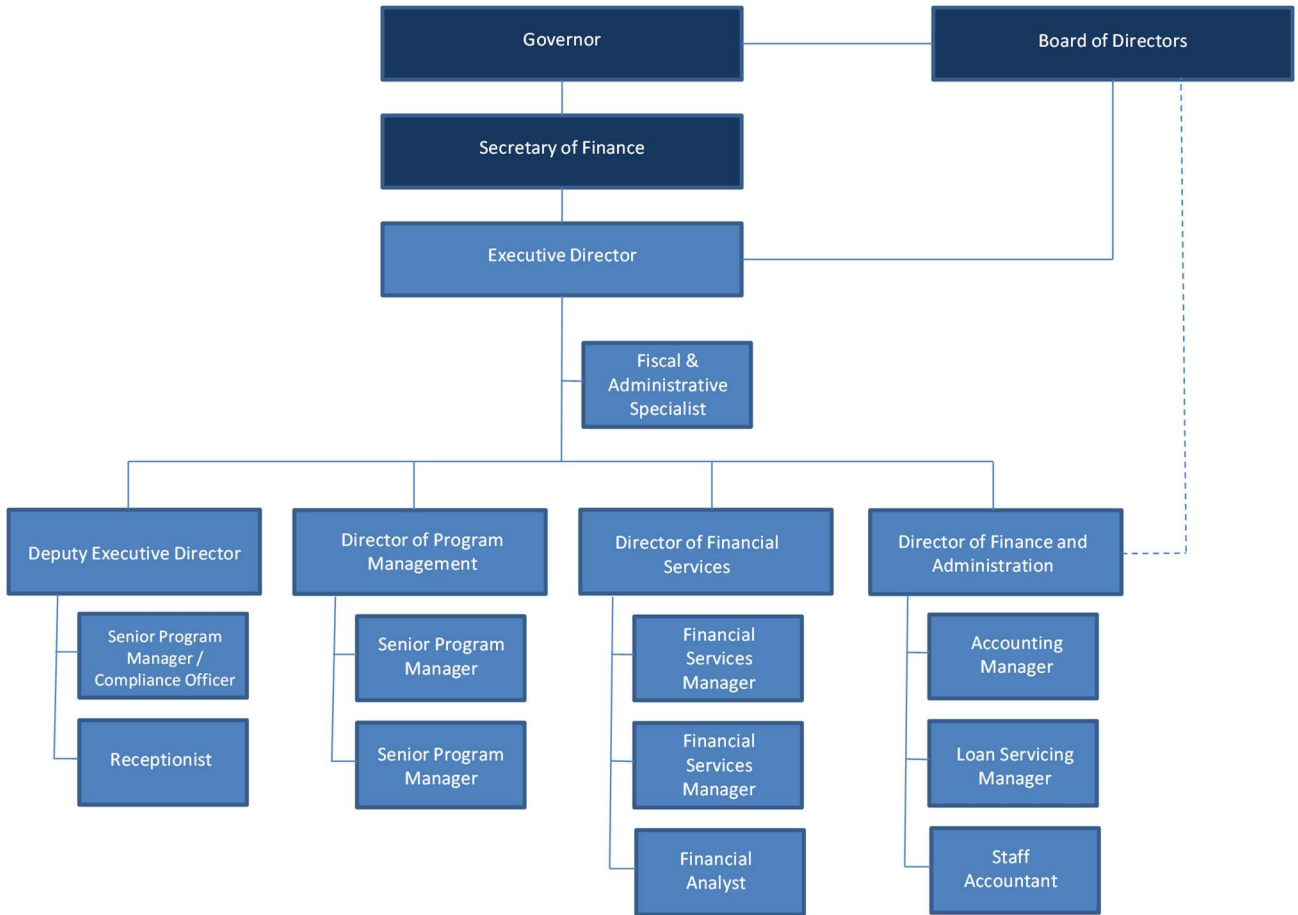 Governor
Board of Directors
Secretary of Finance
Executive Director
Fiscal &
Administrative
Specialist
Deputy Executive Director
Director of Program
Management
Director of Financial
Services
Director of Finance and
Administration
Senior Program
Manager /
Compliance Officer
Receptionist
Senior Program
Manager
Senior Program
Manager
Financial
Services
Manager
Financial
Services
Manager
Financial
Analyst
Accounting
Manager
Loan Servicing
Manager
Staff
Accountant